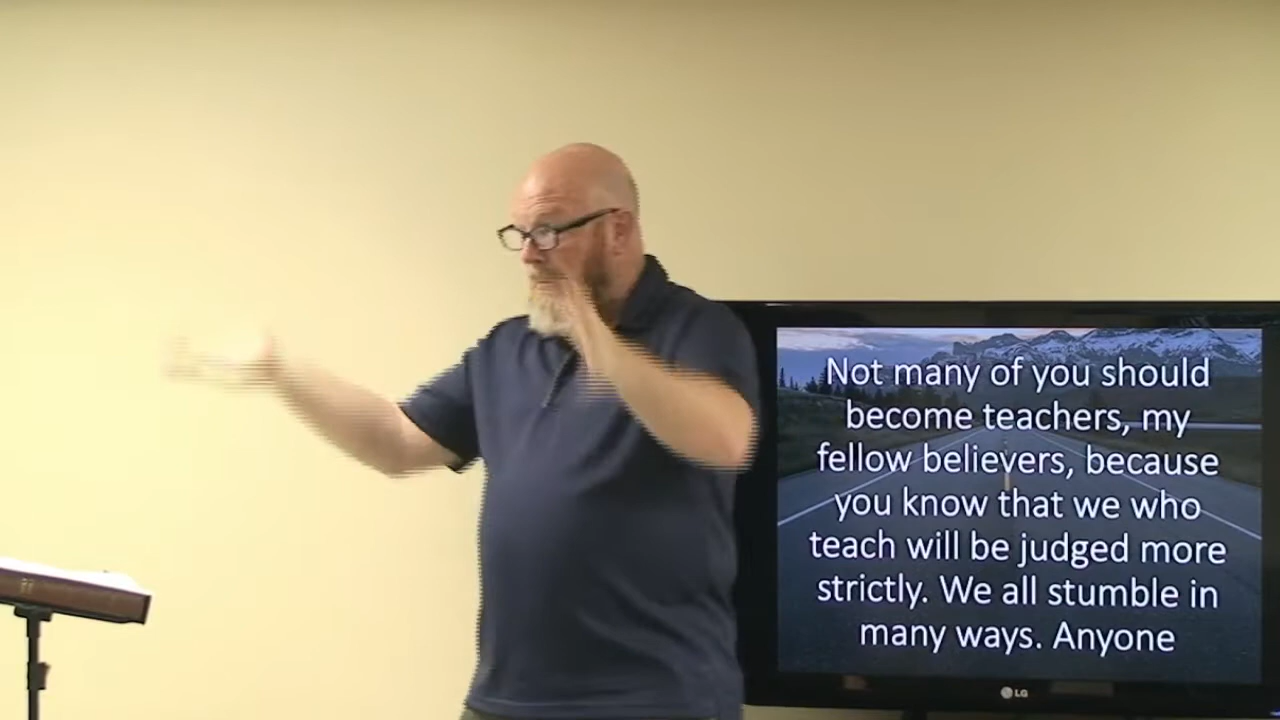 Not many of you should
become teachers, my
fellow believers, because
you know that we who
teach will be judged more
strictly. We all stumble in
many ways. Anyone
LG